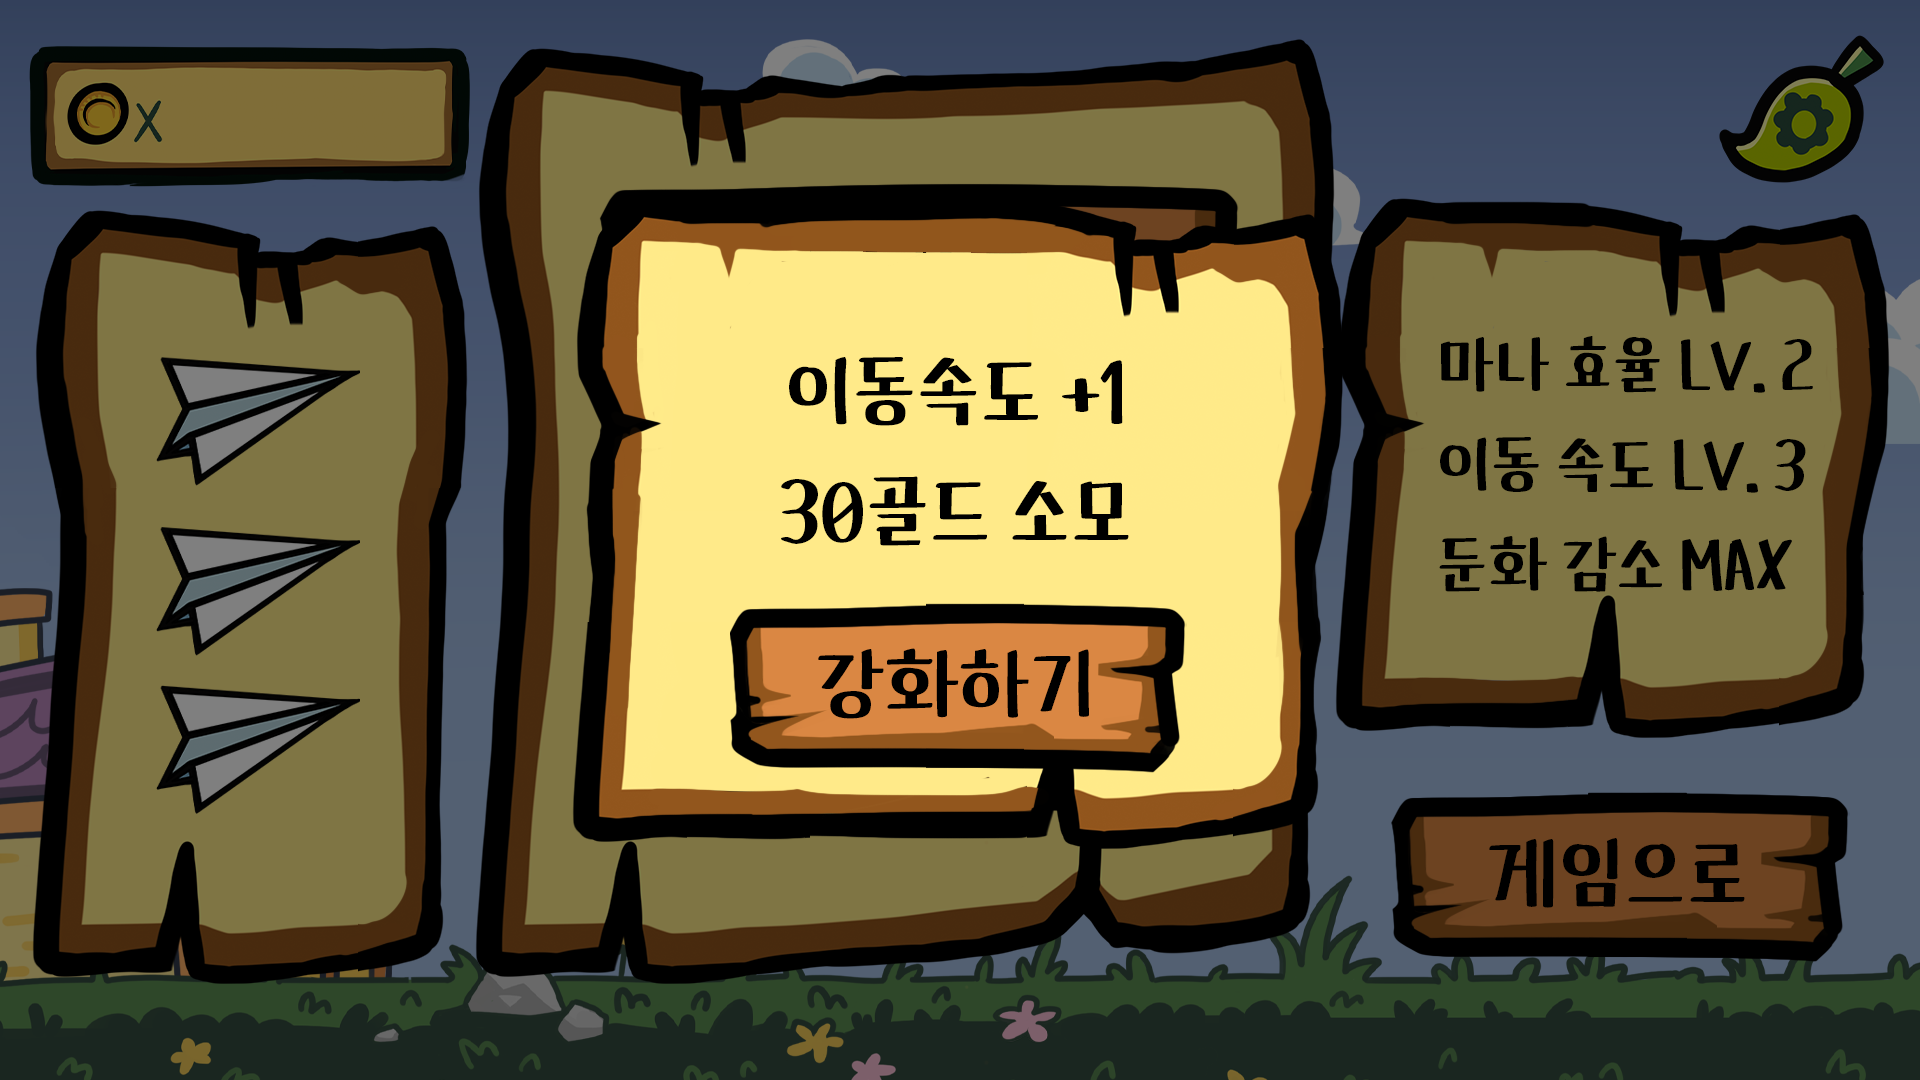 X
이동속도 +1
30골드 소모
강화하기
마나 효율 LV. 2
이동 속도 LV. 3
둔화 감소 MAX
게임으로